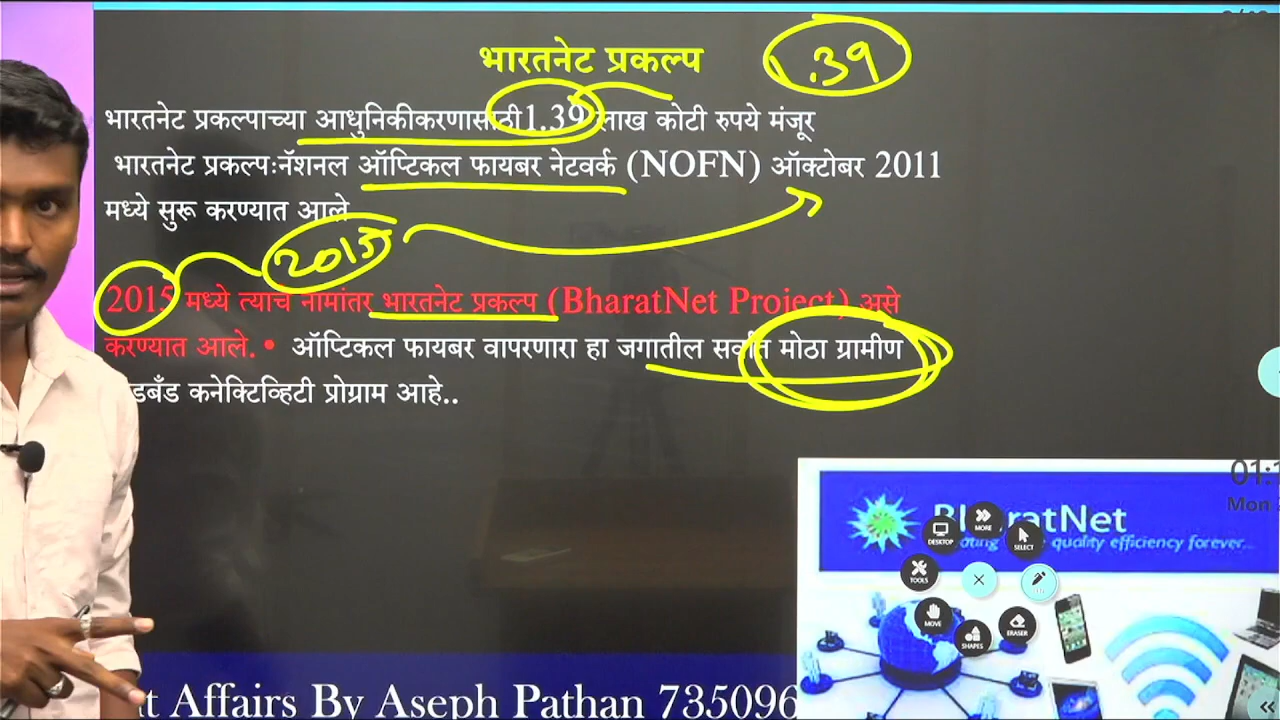 भारतनेट प्रकल्प
.39
भारतनेट प्रकल्पाच्या आधुनिकीकरणासाठी1.39 लाख कोटी रुपये मंजूर
भारतनेट प्रकल्पःनॅशनल ऑप्टिकल फायबर नेटवर्क (NOFN) ऑक्टोबर 2011
मध्ये सुरू करण्यात आले
2015
2015 मध्ये त्याचे नामांतर भारतनेट प्रकल्प (BharatNet Project) असे
करण्यात आले. • ऑप्टिकल फायबर वापरणारा हा जगातील सर्वात मोठा ग्रामीण
कनेक्टिव्हिटी प्रोग्राम आहे..
BharatNet
quality efficiency forever...
Mon
MORE
DESKTOP
SELECT
TOOLS
MOVE
ERASER
SHAPES
Affairs By Aseph Pathan 735096